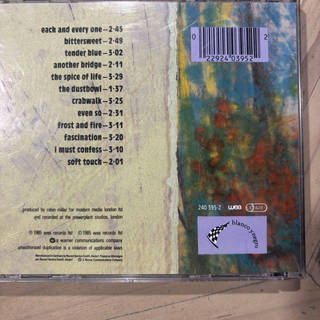 each and every one—2-45
bittersweet—2-49
tender blue—3-02
another bridge—2-11
the spice of life—3-29
the dustbowl—1-37
crabwalk—3-25
even so—2-31
frost and fire—3-11
fascination—3-20
i must confess—3-10
soft touch—2-01
produced by robin millar for modern media london ltd
and recorded at the powerplant studios, london
℗ 1985 wea records ltd © 1985 wea records ltd
a warner communications company
unauthorised duplication is a violation of applicable laws
0 2
22924 03952
240 395-2 wea
blanco y negro